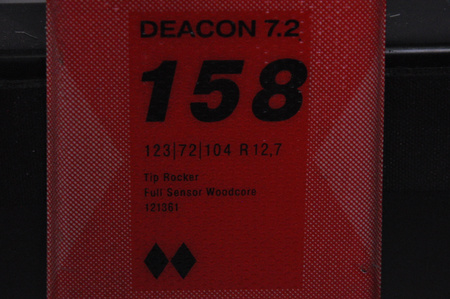 DEACON 7.2
158
123|72|104 R 12,7
Tip Rocker
Full Sensor Woodcore
121361